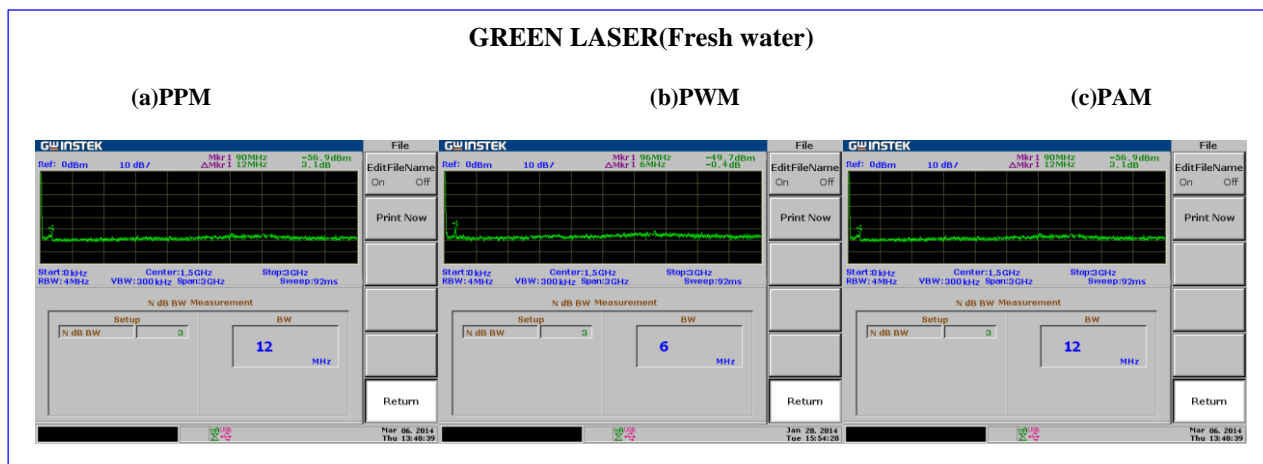 GREEN LASER(Fresh water)
(a)PPM
(b)PWM
(c)PAM
GWINSTEK
File
Ref: 0dBm
10 dB/
Mkr1 90MHz
-56.9dBm
ΔMkr1 12MHz
3.1dB
EditFileName
On Off
Print Now
Start:0kHz
Center:1.5GHz
Stop:3GHz
RBW:4MHz
VBW:300kHz
Span:3GHz
Sweep:92ms
N dB BW Measurement
Setup
BW
N dB BW
3
12
MHz
Return
USB
Mar 06, 2014
Thu 13:48:39
GWINSTEK
File
Ref: 0dBm
10 dB/
Mkr1 96MHz
-49.7dBm
ΔMkr1 6MHz
-0.4dB
EditFileName
On Off
Print Now
Start:0kHz
Center:1.5GHz
Stop:3GHz
RBW:4MHz
VBW:300kHz
Span:3GHz
Sweep:92ms
N dB BW Measurement
Setup
BW
N dB BW
3
6
MHz
Return
USB
Jan 28, 2014
Tue 15:54:28
GWINSTEK
File
Ref: 0dBm
10 dB/
Mkr1 90MHz
-56.9dBm
ΔMkr1 12MHz
3.1dB
EditFileName
On Off
Print Now
Start:0kHz
Center:1.5GHz
Stop:3GHz
RBW:4MHz
VBW:300kHz
Span:3GHz
Sweep:92ms
N dB BW Measurement
Setup
BW
N dB BW
3
12
MHz
Return
USB
Mar 06, 2014
Thu 13:48:39